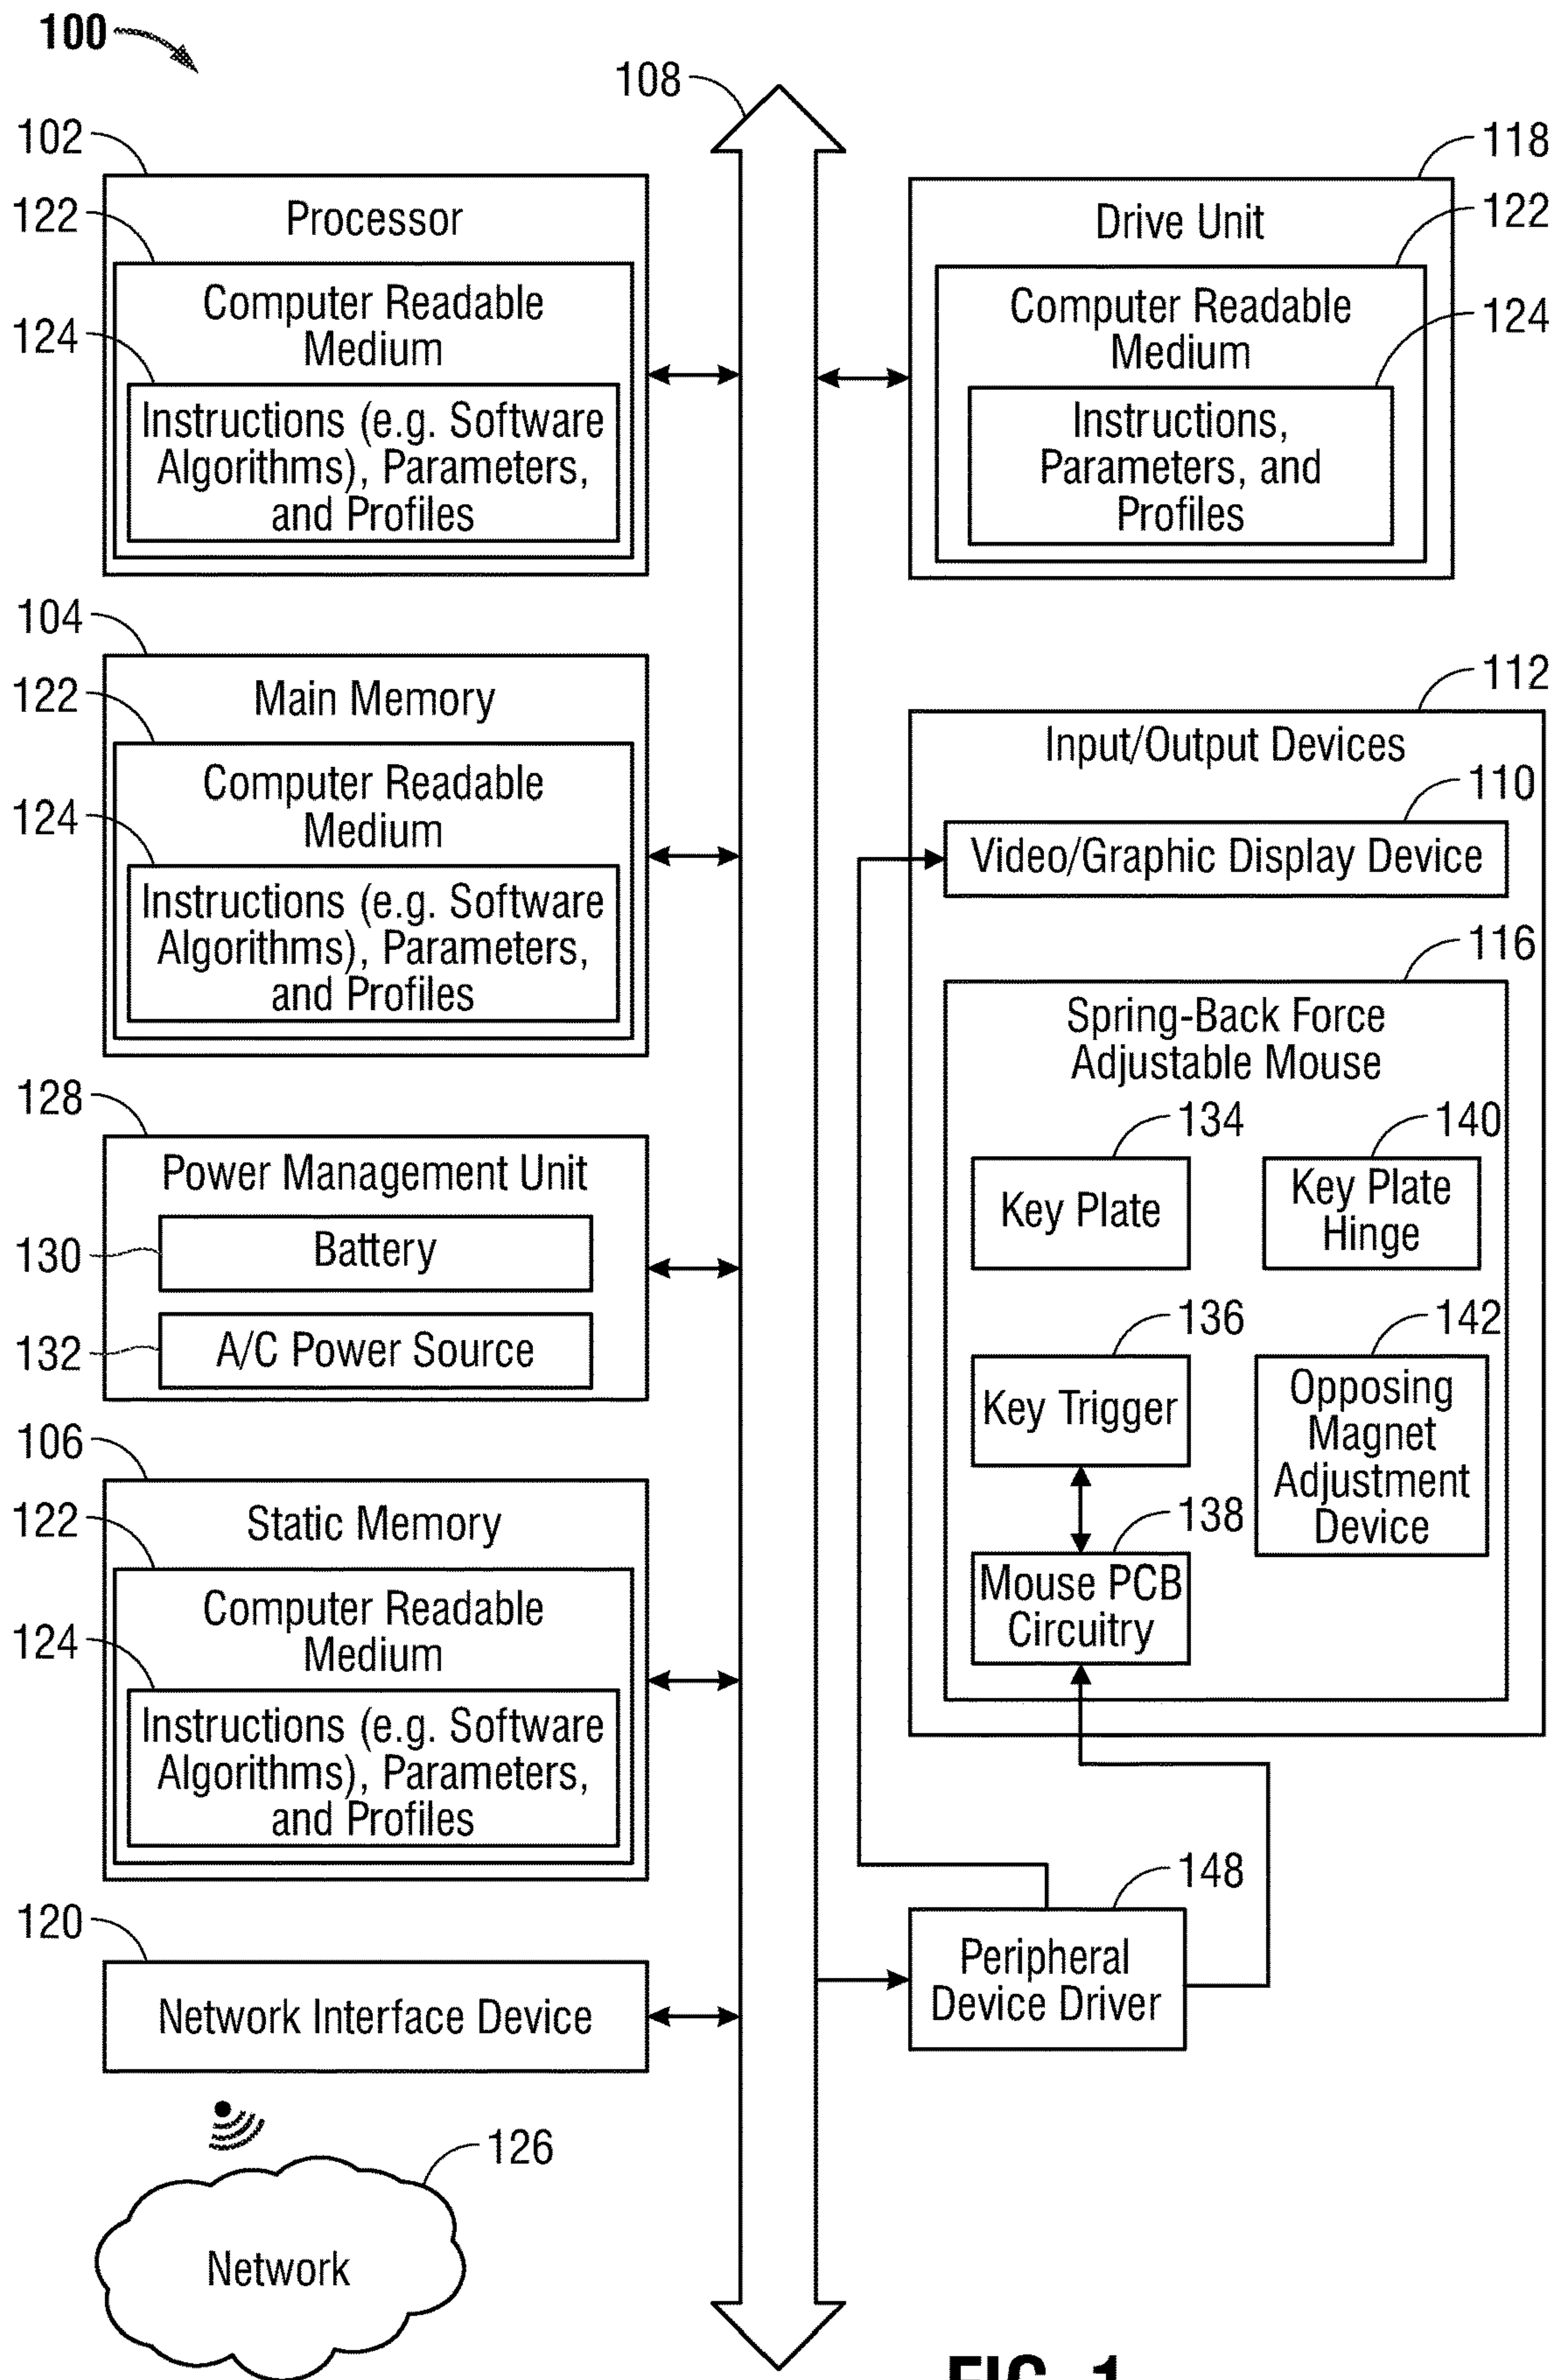 100
108
102
122
Processor
Computer Readable
Medium
124
Instructions (e.g. Software
Algorithms), Parameters,
and Profiles
104
122
Main Memory
Computer Readable
Medium
124
Instructions (e.g. Software
Algorithms), Parameters,
and Profiles
128
Power Management Unit
130
Battery
132
A/C Power Source
106
122
Static Memory
Computer Readable
Medium
124
Instructions (e.g. Software
Algorithms), Parameters,
and Profiles
120
Network Interface Device
126
Network
118
122
Drive Unit
Computer Readable
Medium
124
Instructions,
Parameters, and
Profiles
112
Input/Output Devices
110
Video/Graphic Display Device
116
Spring-Back Force
Adjustable Mouse
134
Key Plate
140
Key Plate
Hinge
136
Key Trigger
142
Opposing
Magnet
Adjustment
Device
138
Mouse PCB
Circuitry
148
Peripheral
Device Driver
FIG. 1